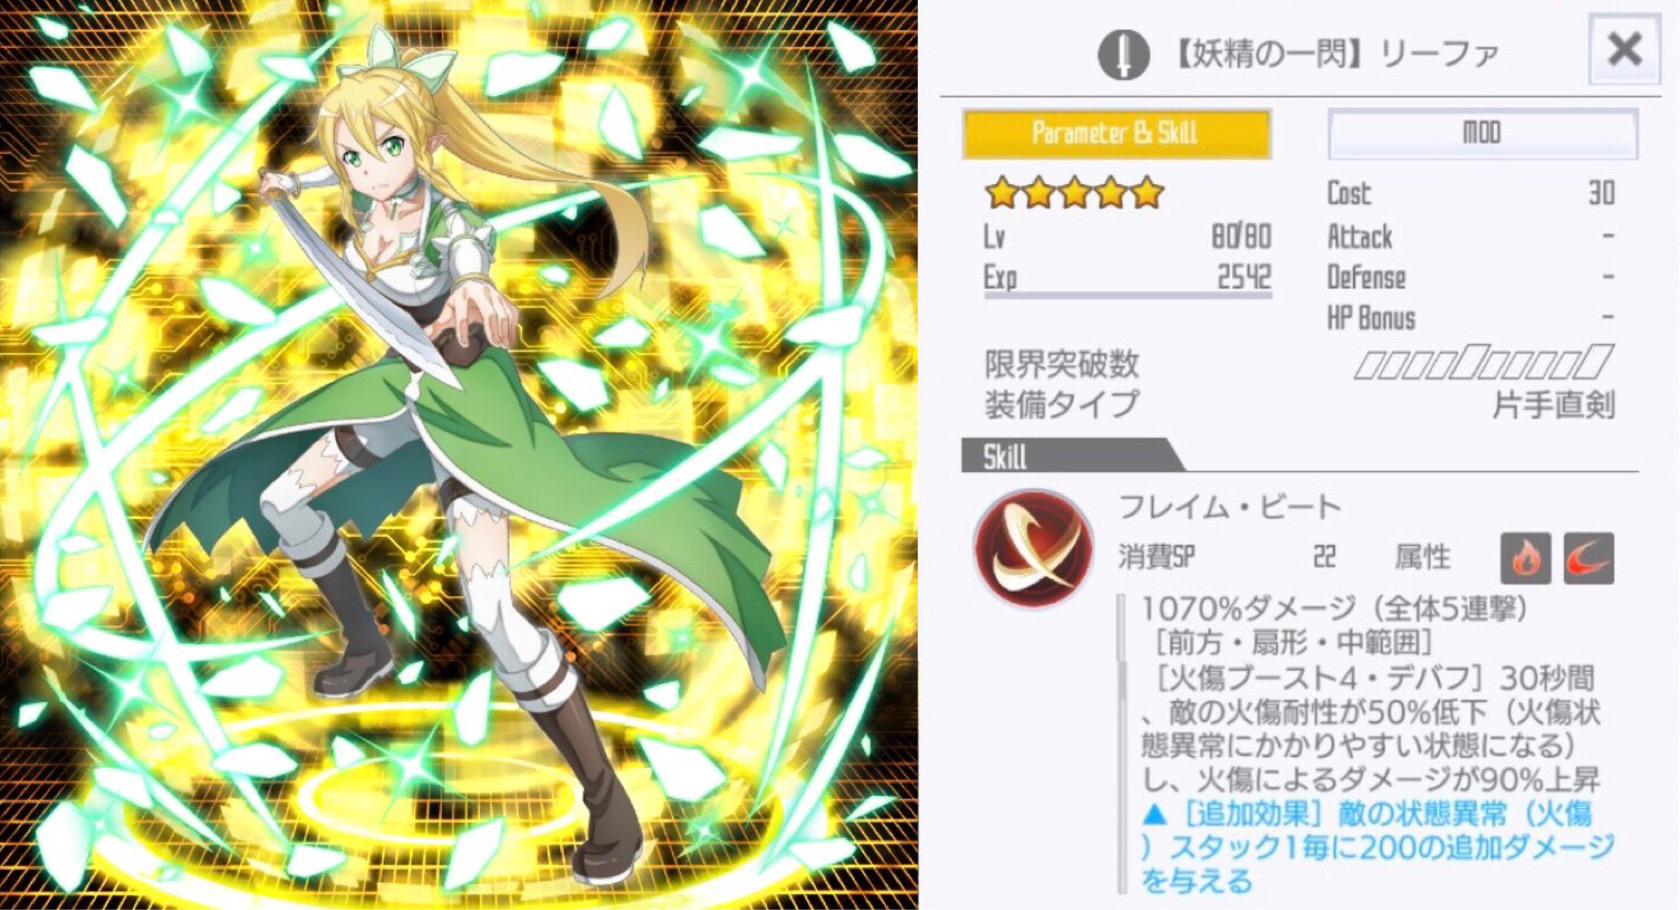 【妖精の一閃】リーファ
Parameter & Skill
MOD
Cost 30
Lv 80/80
Attack -
Exp 2542
Defense -
HP Bonus -
限界突破数
装備タイプ 片手直剣
Skill
フレイム・ビート
消費SP 22 属性
1070%ダメージ（全体5連撃）
［前方・扇形・中範囲］
［火傷ブースト4・デバフ］30秒間
、敵の火傷耐性が50%低下（火傷状
態異常にかかりやすい状態になる）
し、火傷によるダメージが90%上昇
▲［追加効果］敵の状態異常（火傷
）スタック1毎に200の追加ダメージ
を与える